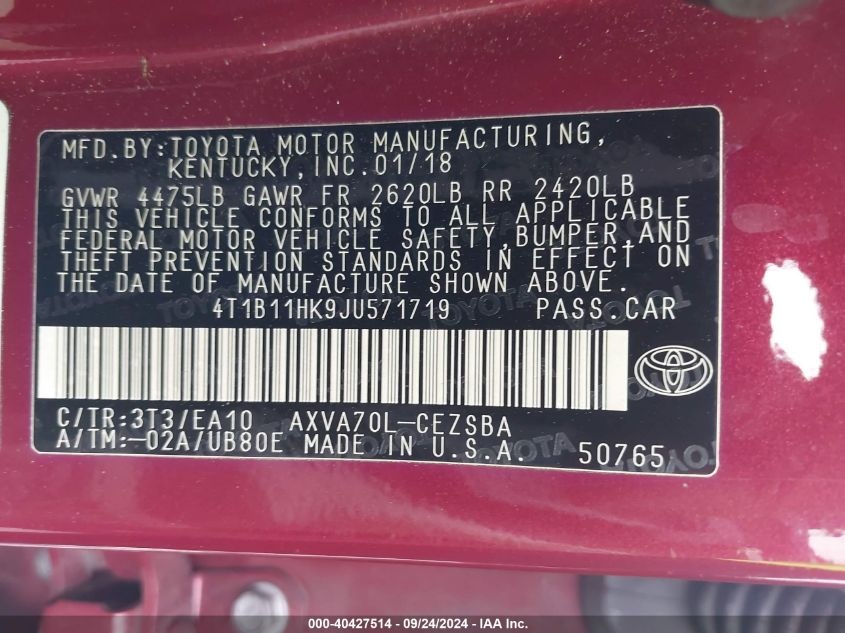 MFD.BY:TOYOTA MOTOR MANUFACTURING,
KENTUCKY,INC.01/18
GVWR 4475LB GAWR FR 2620LB RR 2420LB
THIS VEHICLE CONFORMS TO ALL APPLICABLE
FEDERAL MOTOR VEHICLE SAFETY,BUMPER,AND
THEFT PREVENTION STANDARDS IN EFFECT ON
THE DATE OF MANUFACTURE SHOWN ABOVE.
4T1B11HK9JU571719 PASS.CAR
C/TR:3T3/EA10 AXVA70L-CEZSBA
A/TM:-02A/UB80E MADE IN U.S.A. 50765
000-40427514 - 09/24/2024 - IAA Inc.